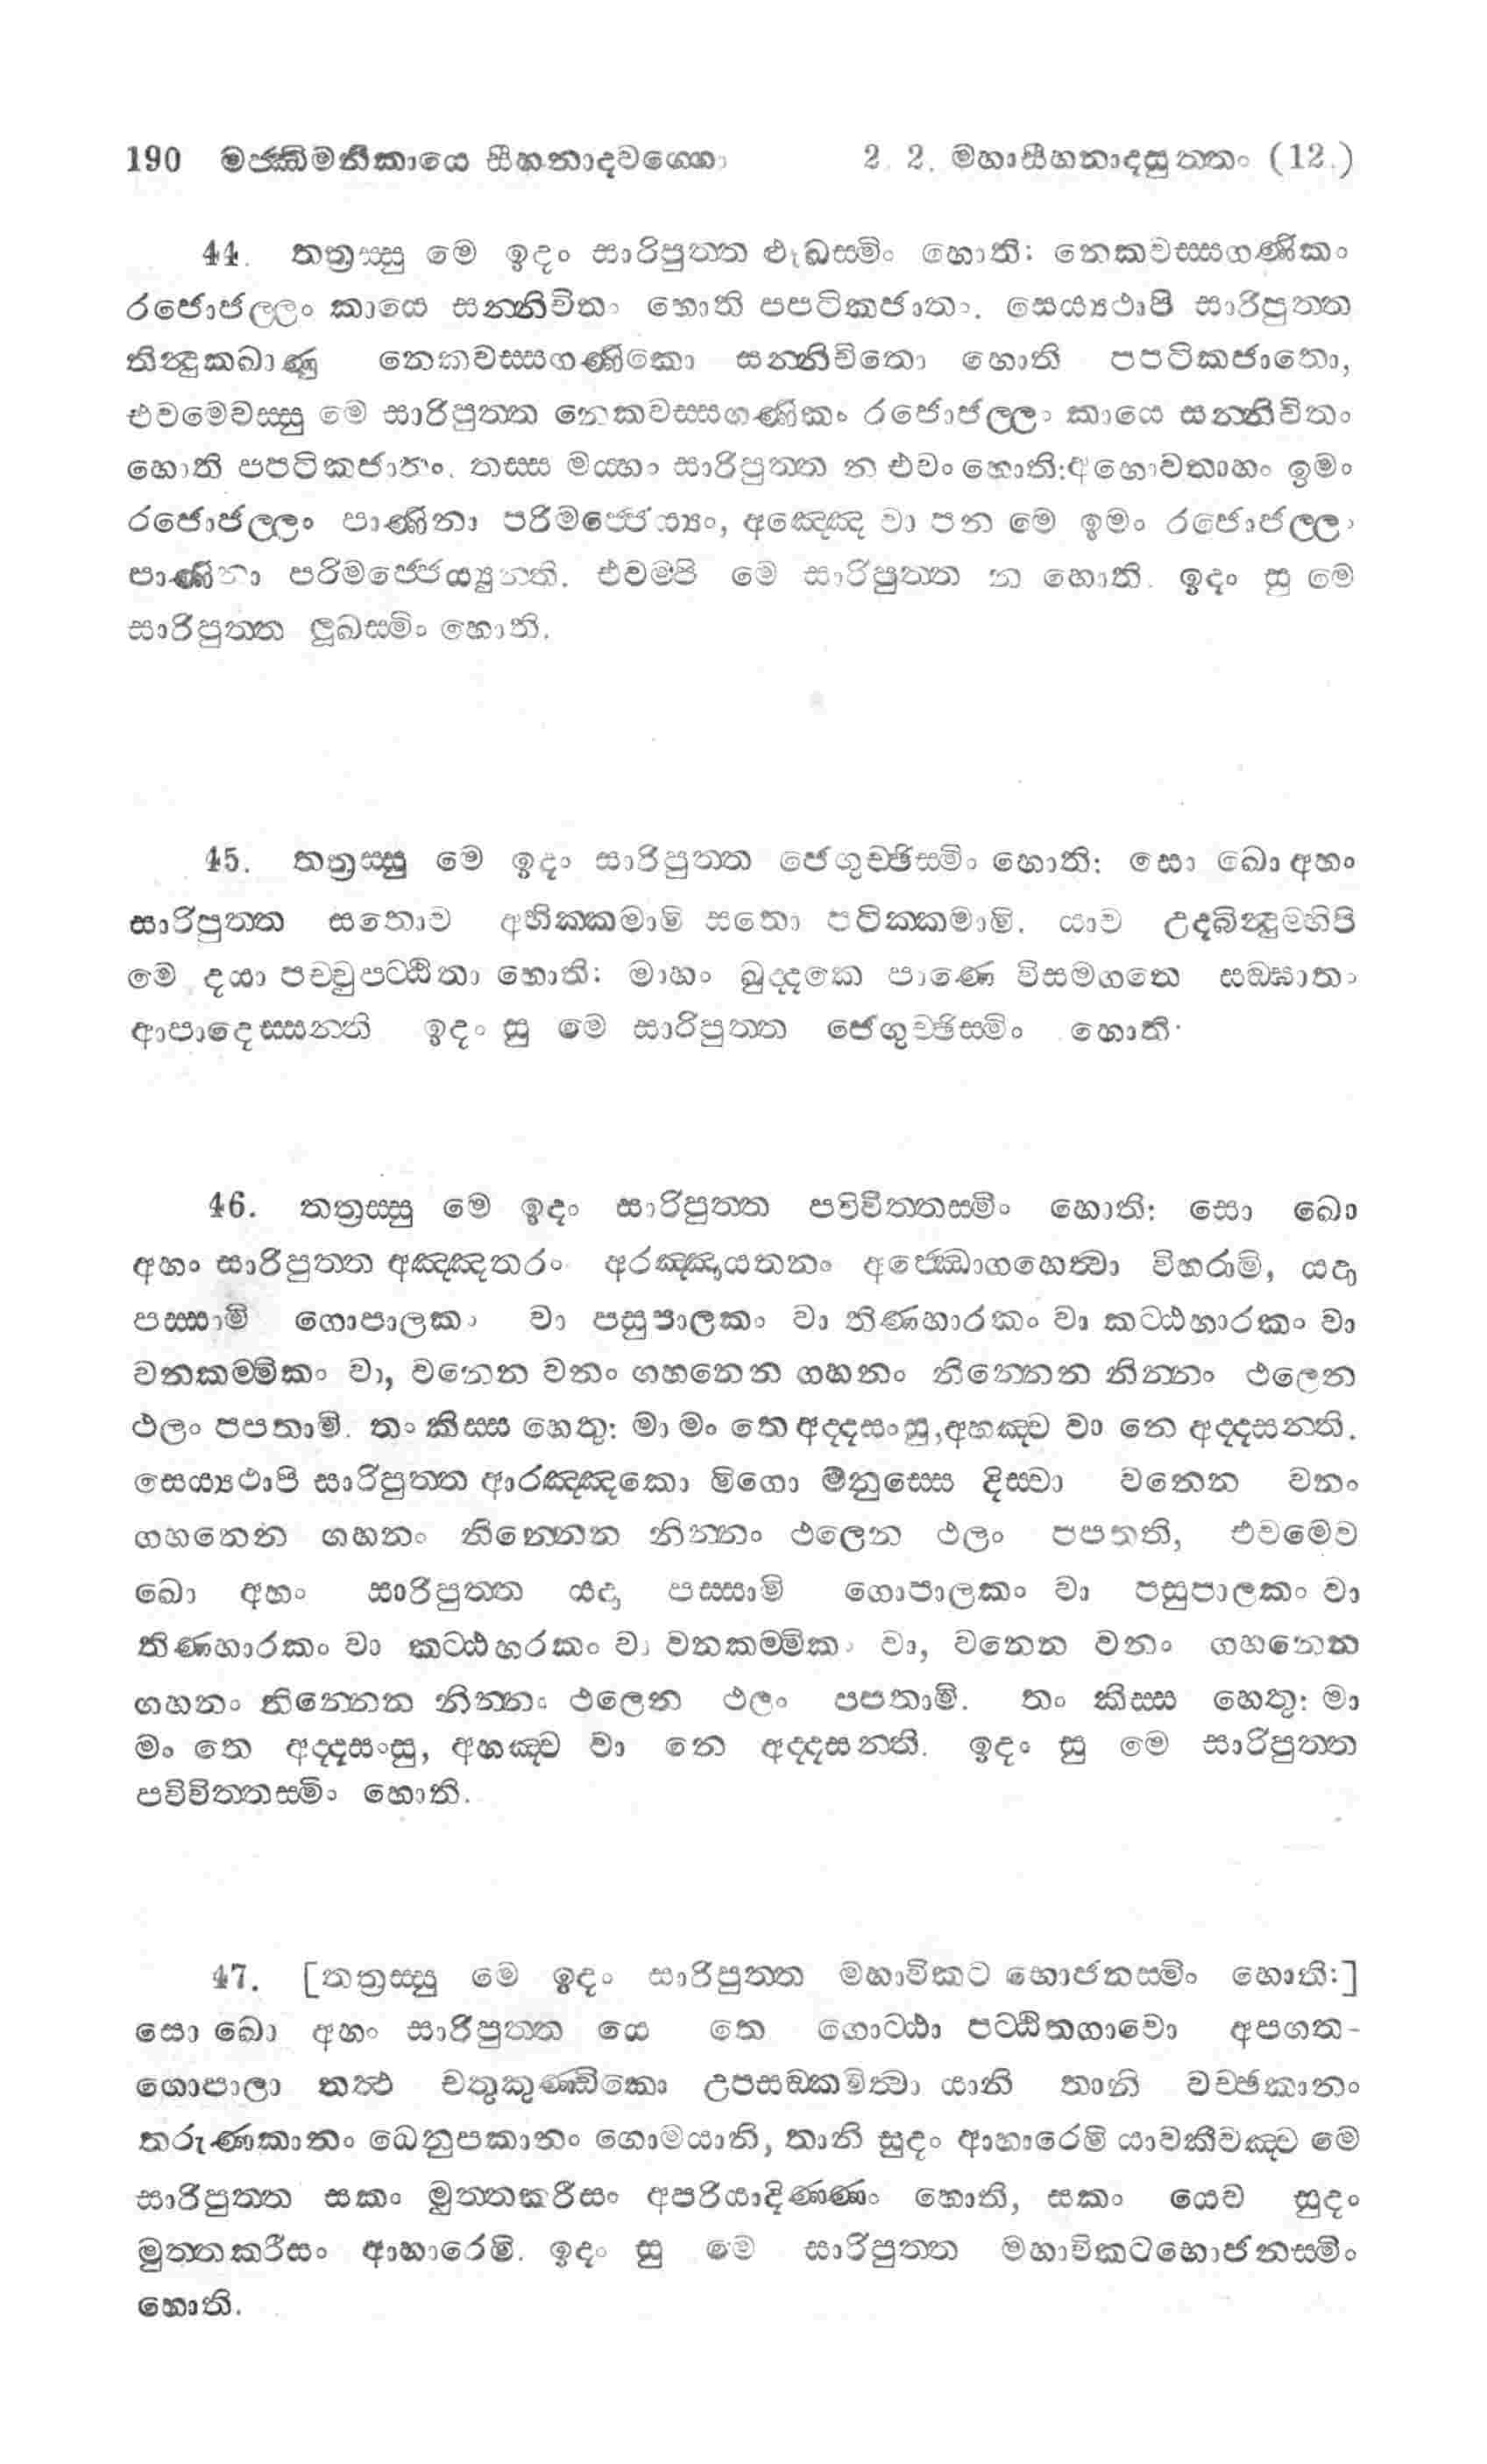 190 මජ්ඣිමනිකායෙ සීහනාදවග්ගො 2. 2. මහාසීහනාදසුත්තං (12.)
44. තත්‍රස්සු මෙ ඉදං සාරිපුත්ත ළූඛස්මිං හොති: නෙකවස්සගණිකං
රජොජල්ලං කායෙ සන්නිචිතං හොති පපටිකජාතං. සෙය්‍යථාපි සාරිපුත්ත
තින්‍දුකඛාණු නෙකවස්සගණිකො සන්නිචිතො හොති පපටිකජාතො,
එවමෙවස්සු මෙ සාරිපුත්ත නෙකවස්සගණිකං රජොජල්ලං කායෙ සන්නිචිතං
හොති පපටිකජාතං. තස්ස මය්හං සාරිපුත්ත න එවං හොති: අහොවතාහං ඉමං
රජොජල්ලං පාණිනා පරිමජ්ජෙය්‍යං, අඤ්ඤෙ වා පන මෙ ඉමං රජොජල්ලං
පාණිනා පරිමජ්ජෙය්‍යුන්ති. එවම්පි මෙ සාරිපුත්ත න හොති. ඉදං සු මෙ
සාරිපුත්ත ලූඛස්මිං හොති.
45. තත්‍රස්සු මෙ ඉදං සාරිපුත්ත ජෙගුච්ඡිස්මිං හොති: සො ඛො අහං
සාරිපුත්ත සතොව අභික්කමාමි සතො පටික්කමාමි. යාව උදබින්‍දුම්හිපි
මෙ දයා පච්චුපට්ඨිතා හොති: මාහං ඛුද්දකෙ පාණෙ විසමගතෙ සඞ්ඝාතං
ආපාදෙස්සන්ති ඉදං සු මෙ සාරිපුත්ත ජෙගුච්ඡිස්මිං හොති.
46. තත්‍රස්සු මෙ ඉදං සාරිපුත්ත පවිවිත්තස්මිං හොති: සො ඛො
අහං සාරිපුත්ත අඤ්ඤතරං අරඤ්ඤායතනං අජ්ඣොගහෙත්‍වා විහරාමි, යදා
පස්සාමි ගොපාලකං වා පසුපාලකං වා තිණහාරකං වා කට්ඨහාරකං වා
වනකම්මිකං වා, වනෙන වනං ගහනෙන ගහනං නින්නෙන නින්නං ථලෙන
ථලං පපතාමි. තං කිස්ස හෙතු: මා මං තෙ අද්දසංසු, අහඤ්ච වා තෙ අද්දසන්ති.
සෙය්‍යථාපි සාරිපුත්ත ආරඤ්ඤකො මිගො මනුස්සෙ දිස්වා වනෙන වනං
ගහනෙන ගහනං නින්නෙන නින්නං ථලෙන ථලං පපතති, එවමෙව
ඛො අහං සාරිපුත්ත යදා පස්සාමි ගොපාලකං වා පසුපාලකං වා
තිණහාරකං වා කට්ඨහරකං වා වනකම්මිකං වා, වනෙන වනං ගහනෙන
ගහනං නින්නෙන නින්නං ථලෙන ථලං පපතාමි. තං කිස්ස හෙතු: මා
මං තෙ අද්දසංසු, අහඤ්ච වා තෙ අද්දසන්ති. ඉදං සු මෙ සාරිපුත්ත
පවිවිත්තස්මිං හොති.
47. [තත්‍රස්සු මෙ ඉදං සාරිපුත්ත මහාවිකට භොජනස්මිං හොති:]
සො ඛො අහං සාරිපුත්ත යෙ තෙ ගොට්ඨා පට්ඨිතගාවො අපගත-
ගොපාලා තත්‍ථ චතුකුණ්ඩිකො උපසඞ්කමිත්‍වා යානි තානි වච්ඡකානං
තරුණකානං ධෙනුපකානං ගොමයානි, තානි සුදං ආහාරෙමි යාවකීවඤ්ච මෙ
සාරිපුත්ත සකං මුත්තකරීසං අපරියාදිණ්ණං හොති, සකං යෙව සුදං
මුත්තකරීසං ආහාරෙමි. ඉදං සු මෙ සාරිපුත්ත මහාවිකටභොජනස්මිං
හොති.